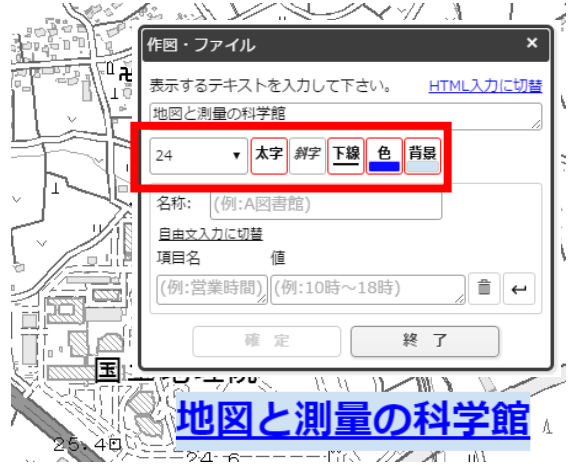 作図・ファイル ×
表示するテキストを入力して下さい。 HTML入力に切替
地図と測量の科学館
24 ▼ 太字 斜字 下線 色 背景
名称: (例:A図書館)
自由文入力に切替
項目名 値
(例:営業時間) (例:10時～18時)
確 定 終 了
地図と測量の科学館
25.4
24.6